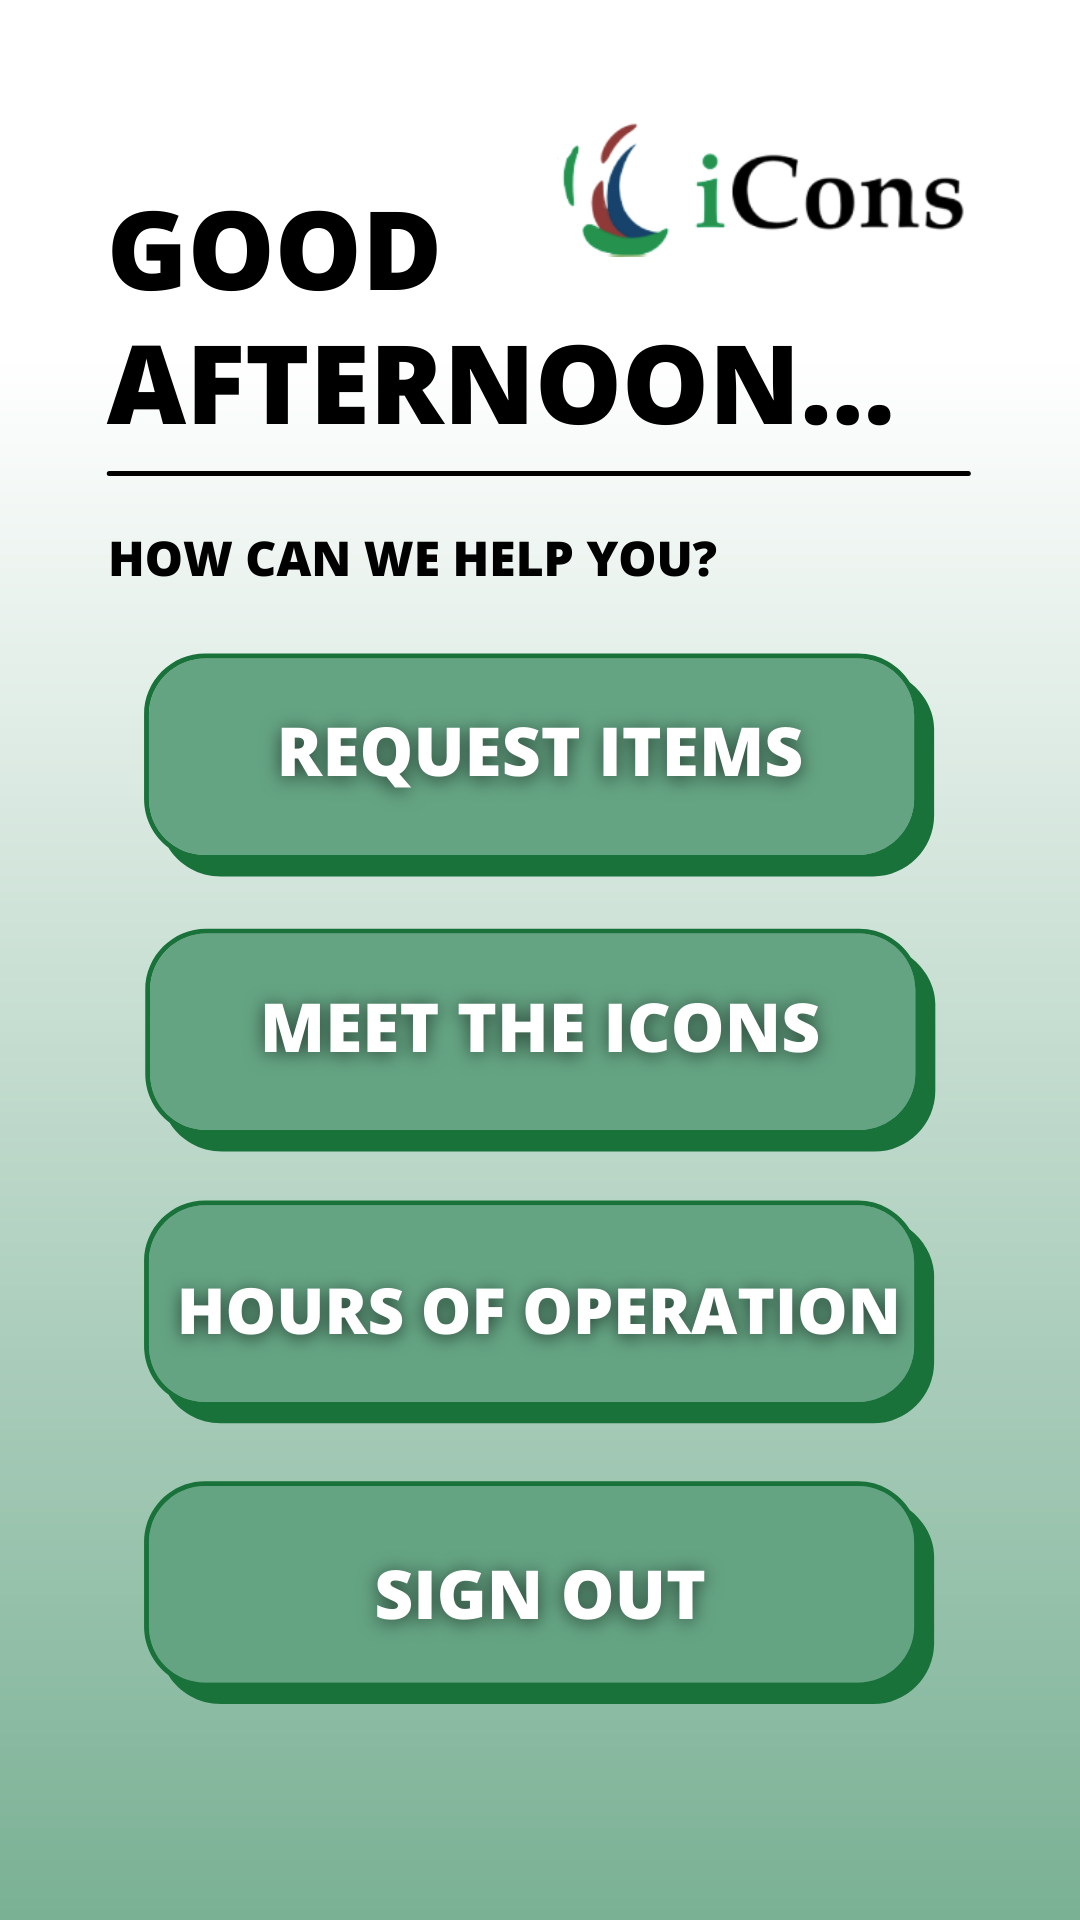 iCons
GOOD
AFTERNOON...
HOW CAN WE HELP YOU?
REQUEST ITEMS
MEET THE ICONS
HOURS OF OPERATION
SIGN OUT